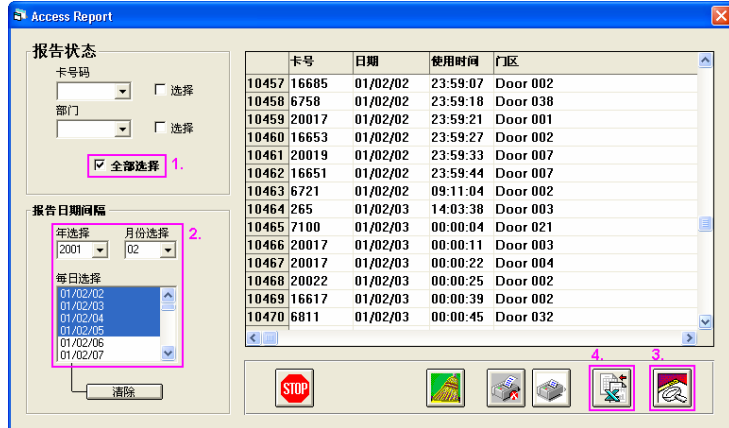 Access Report
报告状态
卡号码
选择
部门
选择
全部选择 1.
报告日期间隔
年选择 月份选择 2.
2001 02
每日选择
01/02/02
01/02/03
01/02/04
01/02/05
01/02/06
01/02/07
清除
卡号 日期 使用时间 门区
10457 16685 01/02/02 23:59:07 Door 002
10458 6758 01/02/02 23:59:18 Door 038
10459 20017 01/02/02 23:59:21 Door 001
10460 16653 01/02/02 23:59:27 Door 002
10461 20019 01/02/02 23:59:33 Door 007
10462 16651 01/02/02 23:59:44 Door 007
10463 6721 01/02/02 09:11:04 Door 002
10464 265 01/02/03 14:03:38 Door 003
10465 7100 01/02/03 00:00:04 Door 021
10466 20017 01/02/03 00:00:11 Door 003
10467 20017 01/02/03 00:00:22 Door 004
10468 20022 01/02/03 00:00:25 Door 002
10469 16617 01/02/03 00:00:39 Door 002
10470 6811 01/02/03 00:00:45 Door 032
4. 3.
STOP